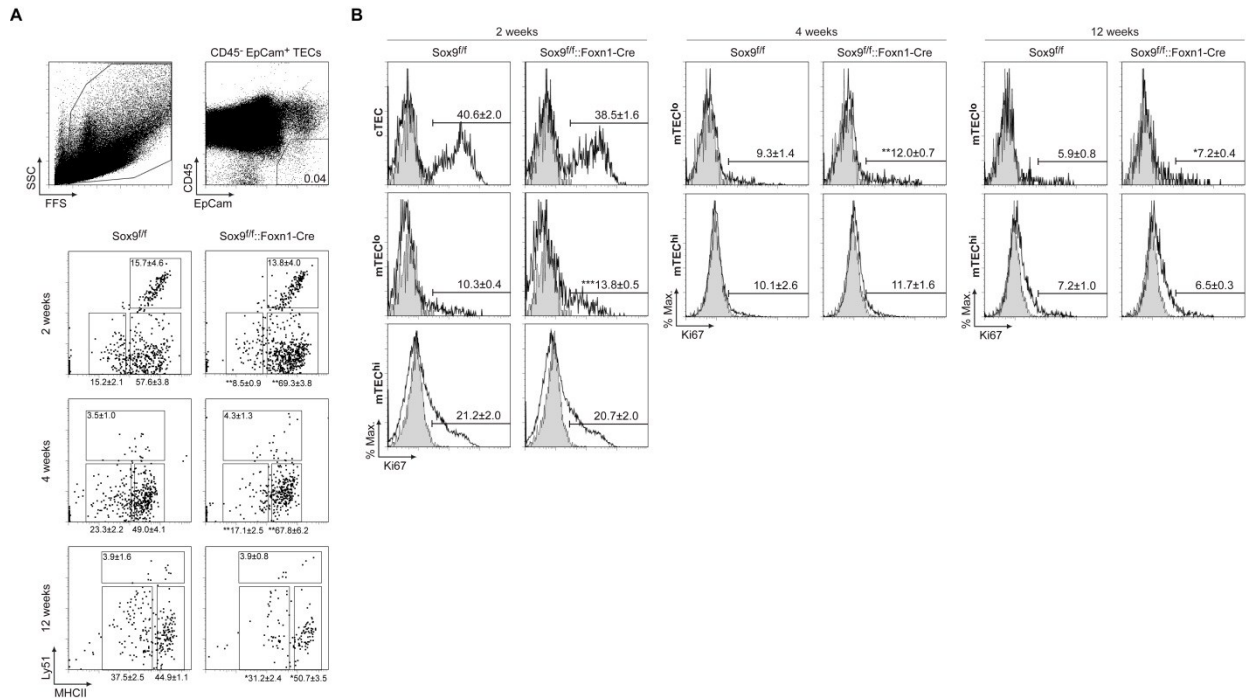 A
CD45- EpCam+ TECs
SSC
FFS
CD45
EpCam
0.04
Sox9f/f
Sox9f/f::Foxn1-Cre
2 weeks
15.7±4.6
13.8±4.0
15.2±2.1 57.6±3.8
**8.5±0.9 **69.3±3.8
4 weeks
3.5±1.0
4.3±1.3
23.3±2.2 49.0±4.1
**17.1±2.5 **67.8±6.2
12 weeks
3.9±1.6
3.9±0.8
37.5±2.5 44.9±1.1
*31.2±2.4 *50.7±3.5
Ly51
MHCII
B
2 weeks
Sox9f/f
Sox9f/f::Foxn1-Cre
cTEC
40.6±2.0
38.5±1.6
mTEClo
10.3±0.4
***13.8±0.5
mTEChi
21.2±2.0
20.7±2.0
% Max.
Ki67
4 weeks
Sox9f/f
Sox9f/f::Foxn1-Cre
mTEClo
9.3±1.4
**12.0±0.7
mTEChi
10.1±2.6
11.7±1.6
% Max.
Ki67
12 weeks
Sox9f/f
Sox9f/f::Foxn1-Cre
mTEClo
5.9±0.8
*7.2±0.4
mTEChi
7.2±1.0
6.5±0.3
% Max.
Ki67